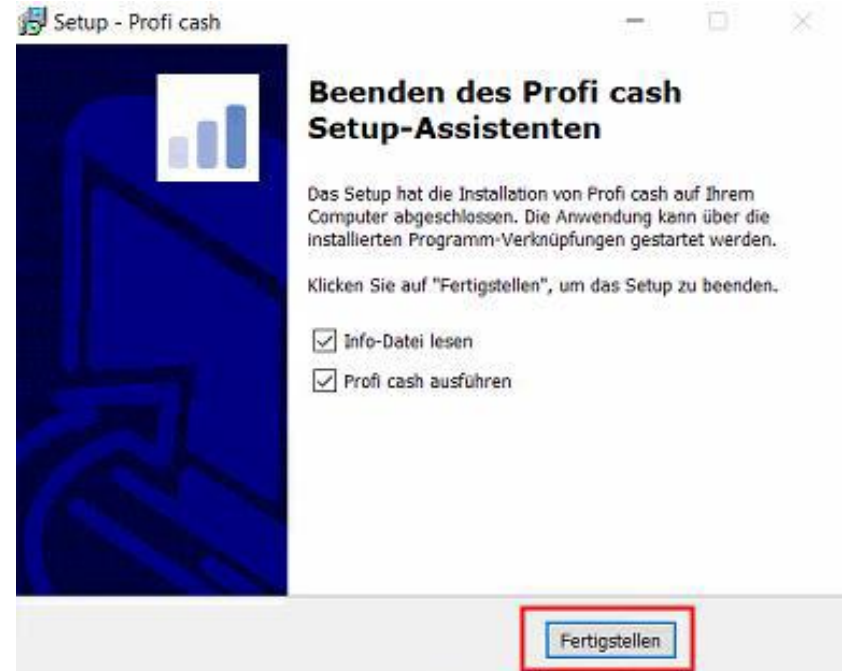 Setup - Profi cash
Beenden des Profi cash
Setup-Assistenten
Das Setup hat die Installation von Profi cash auf Ihrem
Computer abgeschlossen. Die Anwendung kann über die
installierten Programm-Verknüpfungen gestartet werden.
Klicken Sie auf "Fertigstellen", um das Setup zu beenden.
Info-Datei lesen
Profi cash ausführen
Fertigstellen